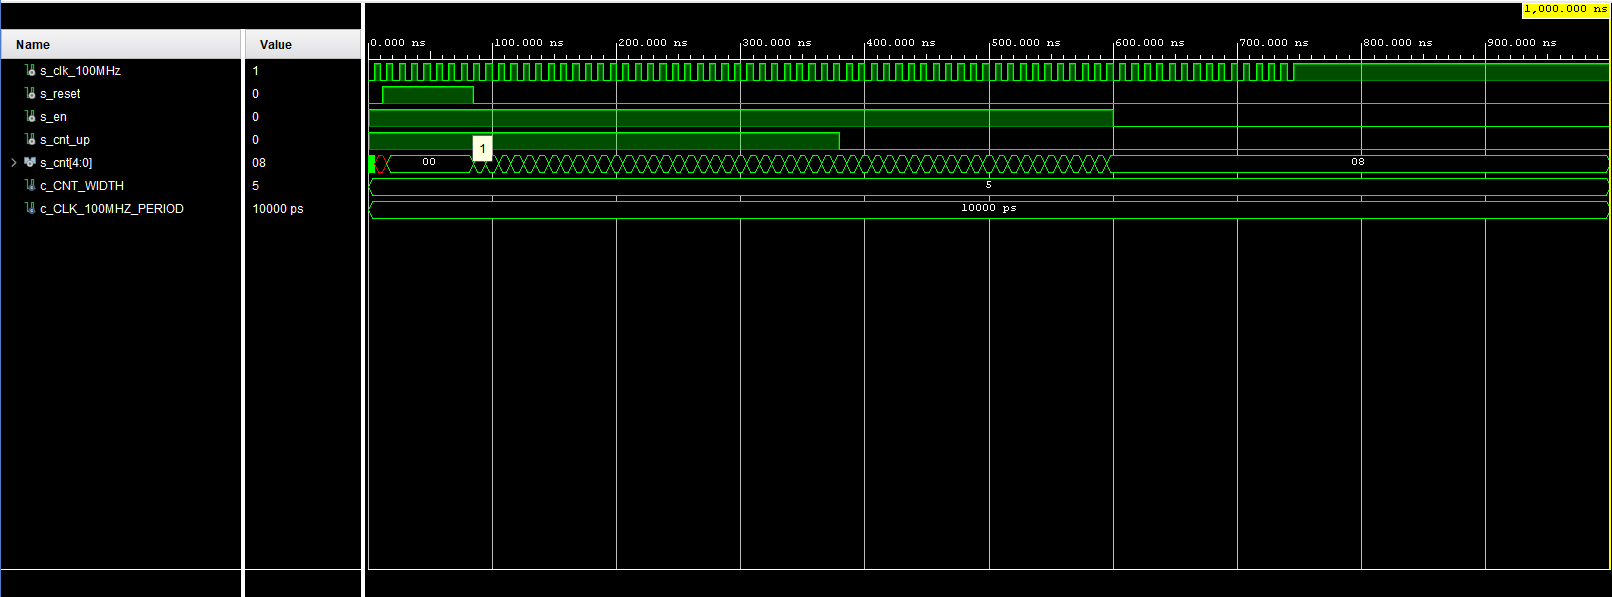 1,000.000 ns
Name Value
0.000 ns 100.000 ns 200.000 ns 300.000 ns 400.000 ns 500.000 ns 600.000 ns 700.000 ns 800.000 ns 900.000 ns
s_clk_100MHz 1
s_reset 0
s_en 0
s_cnt_up 0
1
s_cnt[4:0] 08 00 08
c_CNT_WIDTH 5 5
c_CLK_100MHZ_PERIOD 10000 ps 10000 ps